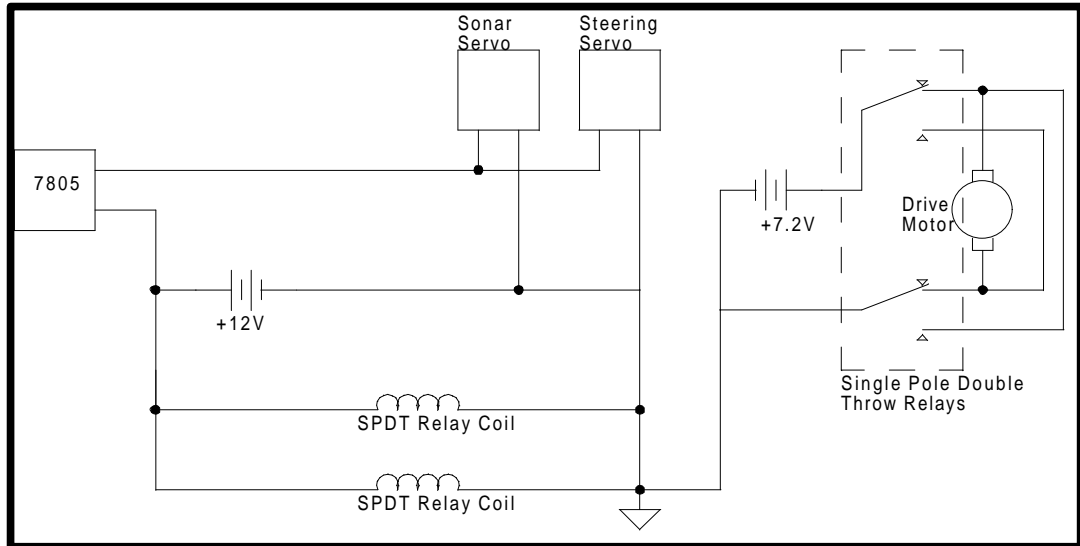 Sonar
Servo
Steering
Servo
7805
+7.2V
Drive
Motor
+12V
Single Pole Double
Throw Relays
SPDT Relay Coil
SPDT Relay Coil